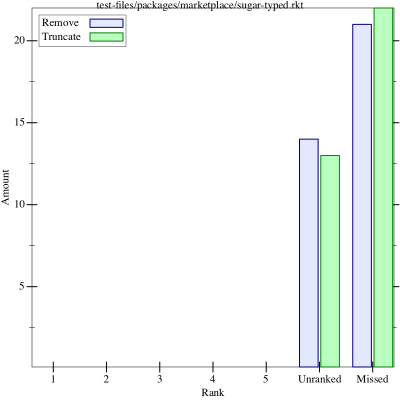 test-files/packages/marketplace/sugar-typed.rkt
Remove
Truncate
20
15
10
5
Amount
1 2 3 4 5 Unranked Missed
Rank